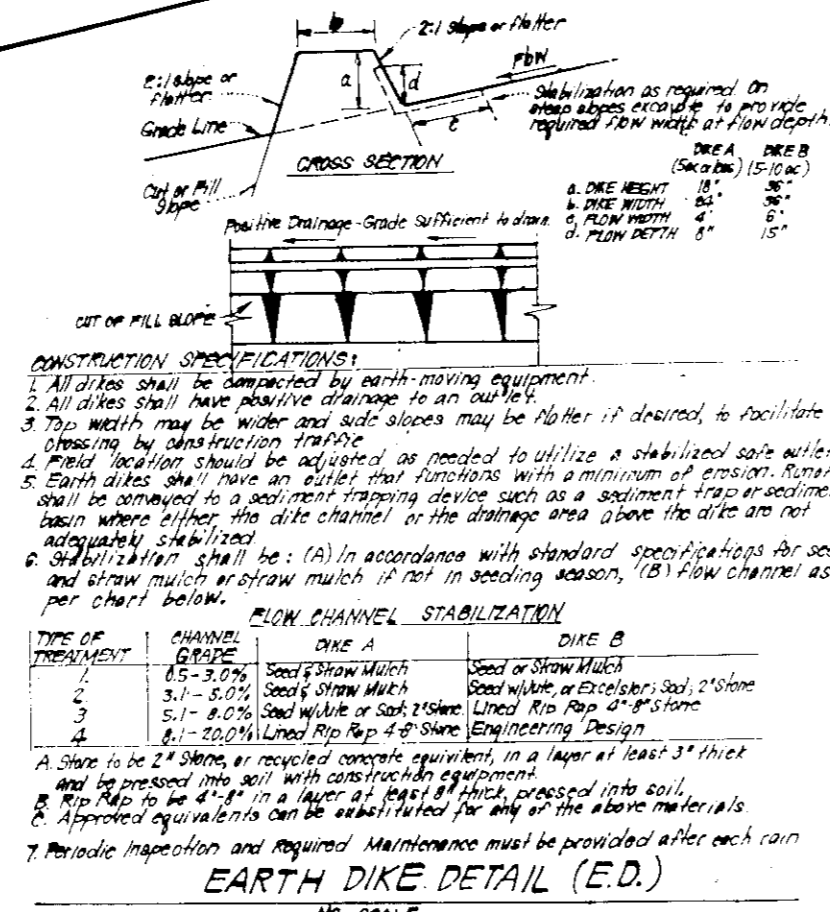 b
2:1 slope or flatter
Flow
2:1 slope or
flatter
a
d
Stabilization as required. On
steep slopes excavate to provide
required flow width at flow depth.
Grade Line
c
CROSS SECTION
Cut or Fill
Slope
DIKE A DIKE B
(5 ac or less) (5-10 ac)
a. DIKE HEIGHT 18" 36"
b. DIKE WIDTH 24" 36"
c. FLOW WIDTH 4' 6'
d. FLOW DEPTH 8" 15"
Positive Drainage-Grade Sufficient to drain
CUT OF FILL SLOPE
CONSTRUCTION SPECIFICATIONS:
1. All dikes shall be compacted by earth-moving equipment.
2. All dikes shall have positive drainage to an outlet.
3. Top width may be wider and side slopes may be flatter if desired, to facilitate
crossing by construction traffic
4. Field location should be adjusted as needed to utilize a stabilized safe outlet
5. Earth dikes shall have an outlet that functions with a minimum of erosion. Runof
shall be conveyed to a sediment trapping device such as a sediment trap or sedime
basin where either the dike channel or the drainage area above the dike are not
adequately stabilized.
6. Stabilization shall be: (A) In accordance with standard specifications for see
and straw mulch or straw mulch if not in seeding season, (B) flow channel as
per chart below.
FLOW CHANNEL STABILIZATION
TYPE OF TREATMENT CHANNEL GRADE DIKE A DIKE B
1. 0.5-3.0% Seed & Straw Mulch Seed or Straw Mulch
2 3.1-5.0% Seed & Straw Mulch Seed w/Jute, or Excelsior; Sod; 2" Stone
3 5.1-8.0% Seed w/Jute or Sod; 2" Stone Lined Rip Rap 4"-8" Stone
4 8.1-20.0% Lined Rip Rap 4-8" Stone Engineering Design
A. Stone to be 2" Stone, or recycled concrete equivilent, in a layer at least 3" thick
and be pressed into soil with construction equipment.
B. Rip Rap to be 4"-8" in a layer at least 8" thick, pressed into soil.
C. Approved equivalents can be substituted for any of the above materials.
7. Periodic Inspection and Required Maintenance must be provided after each rain
EARTH DIKE DETAIL (E.D.)
NO SCALE